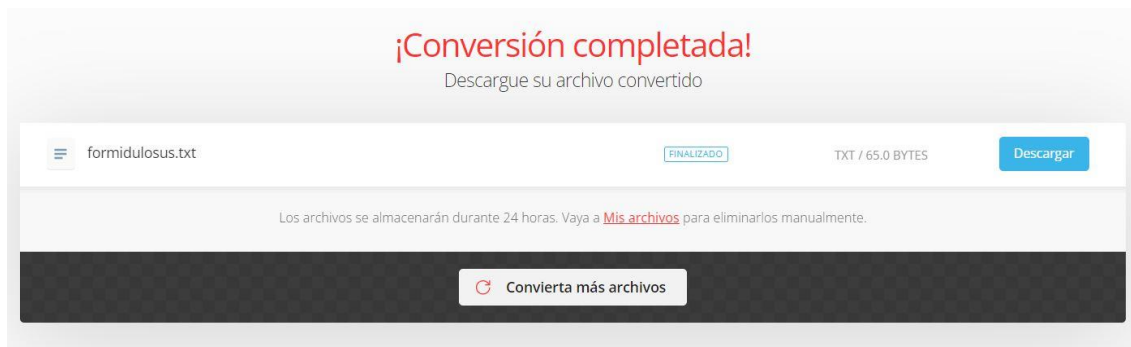 ¡Conversión completada!
Descargue su archivo convertido
formidulosus.txt FINALIZADO TXT / 65.0 BYTES Descargar
Los archivos se almacenarán durante 24 horas. Vaya a Mis archivos para eliminarlos manualmente.
Convierta más archivos